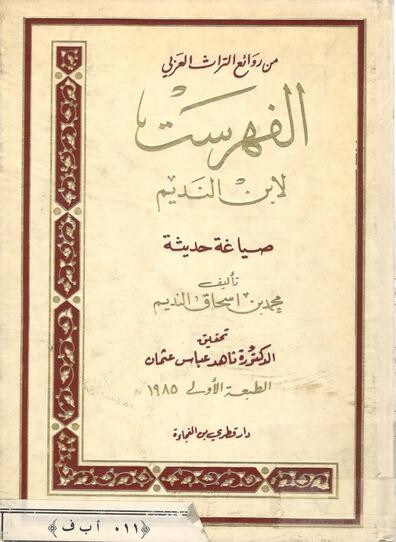 من روائع التراث العربي
الفهرست
لابن النديم
صياغة حديثة
تأليف
محمد بن اسحاق النديم
تحقيق
الدكتورة ناهد عباس عثمان
الطبعة الأولى ١٩٨٥
دار قطري بن الفجاءة
﴿٠١١ أ ب ف﴾